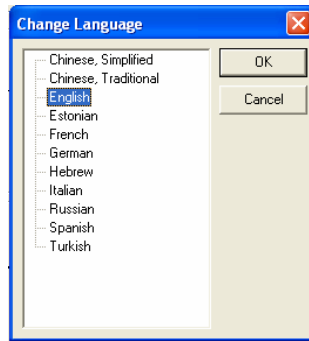 Change Language
Chinese, Simplified
Chinese, Traditional
English
Estonian
French
German
Hebrew
Italian
Russian
Spanish
Turkish
OK
Cancel